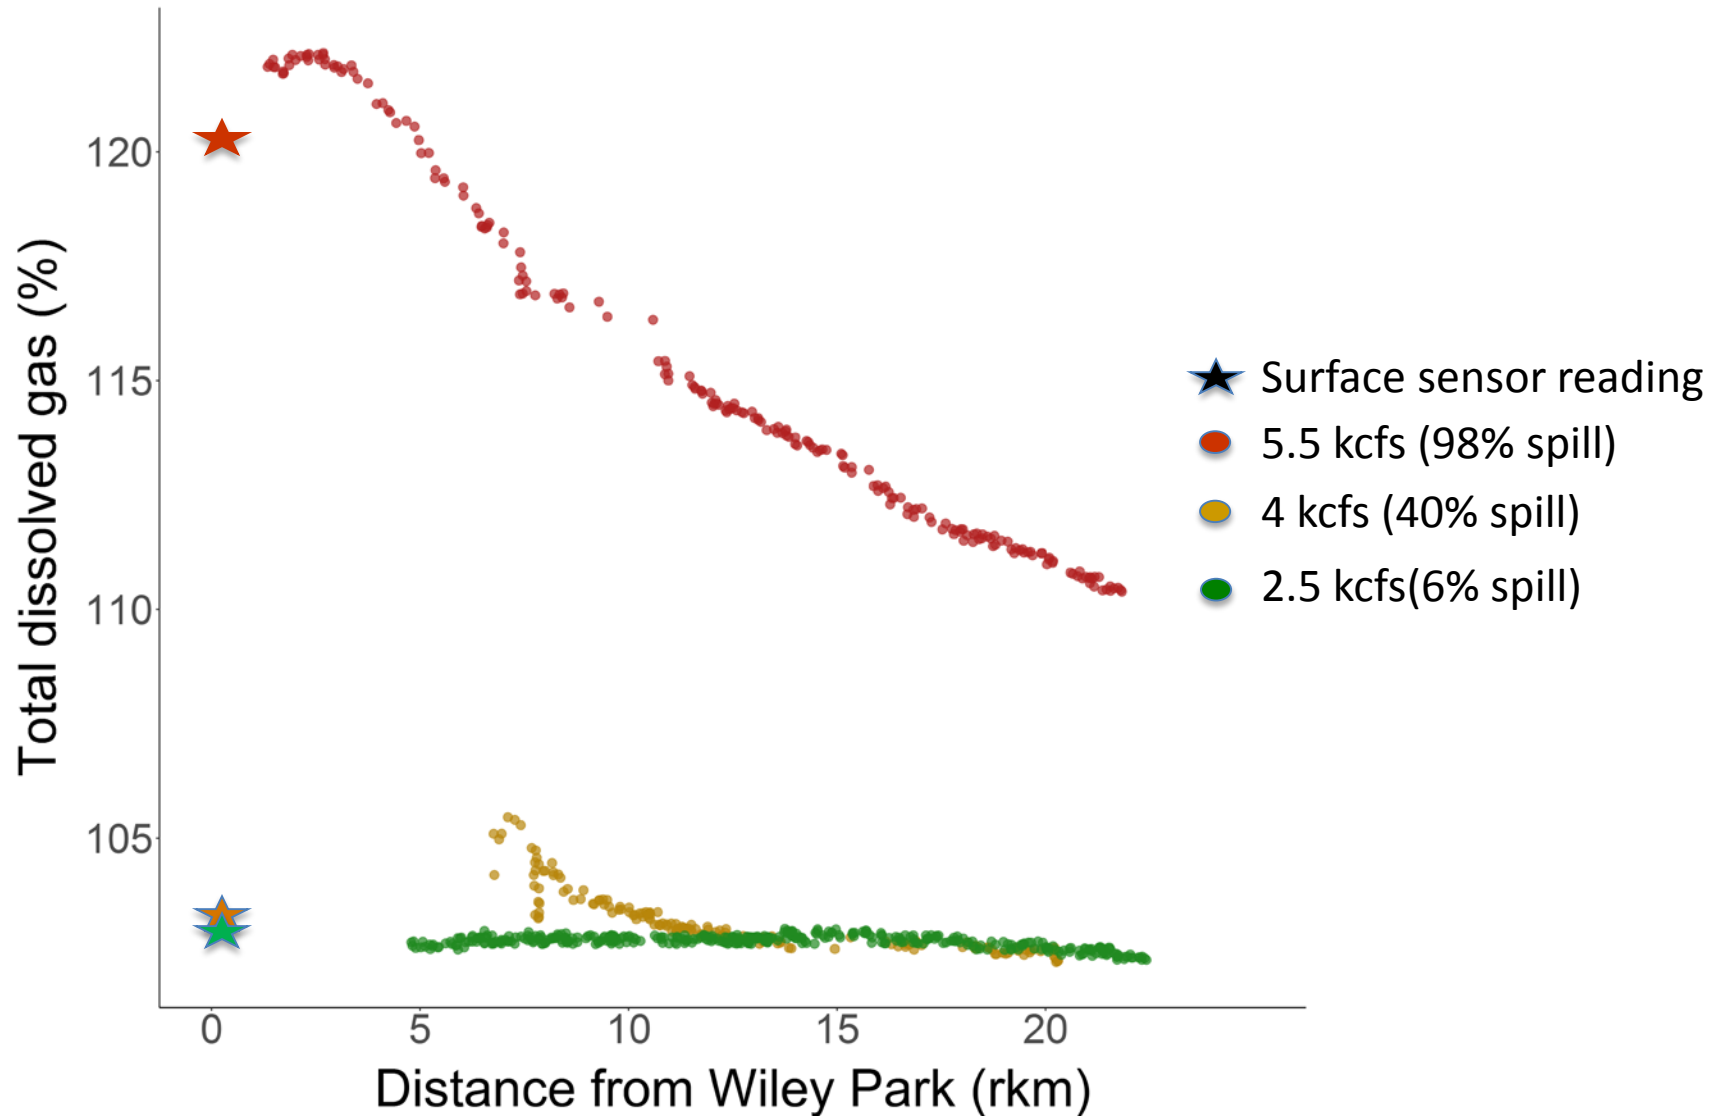 Total dissolved gas (%)
120
115
110
105
0 5 10 15 20
Distance from Wiley Park (rkm)
Surface sensor reading
5.5 kcfs (98% spill)
4 kcfs (40% spill)
2.5 kcfs(6% spill)